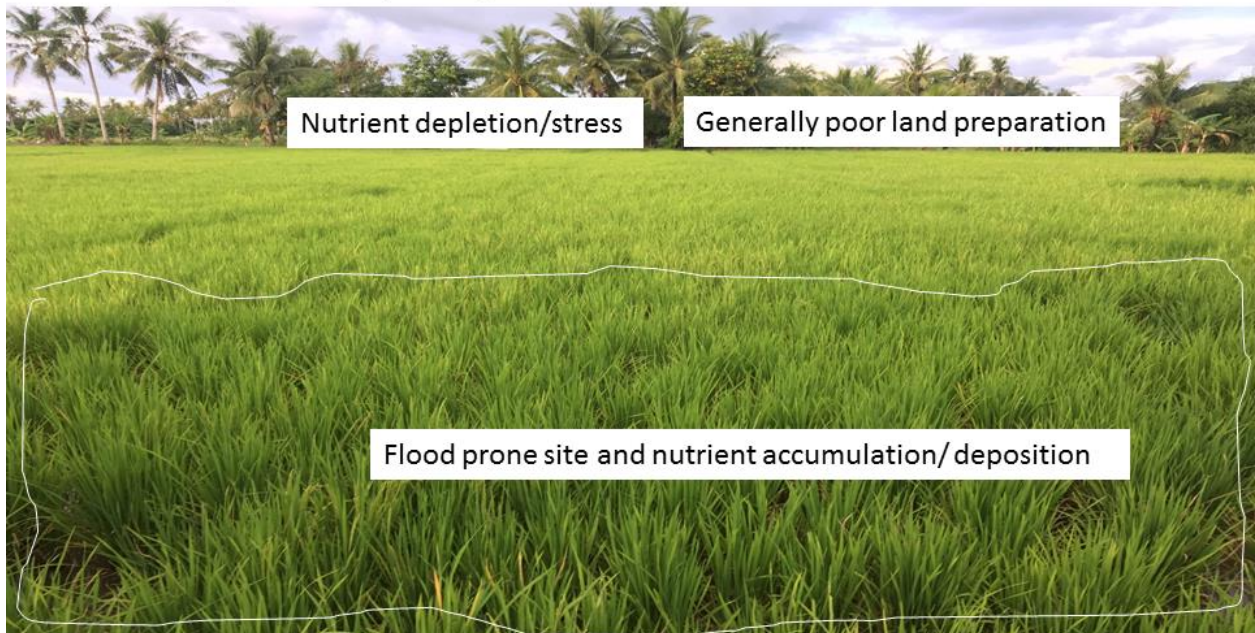 Nutrient depletion/stress
Generally poor land preparation
Flood prone site and nutrient accumulation/ deposition